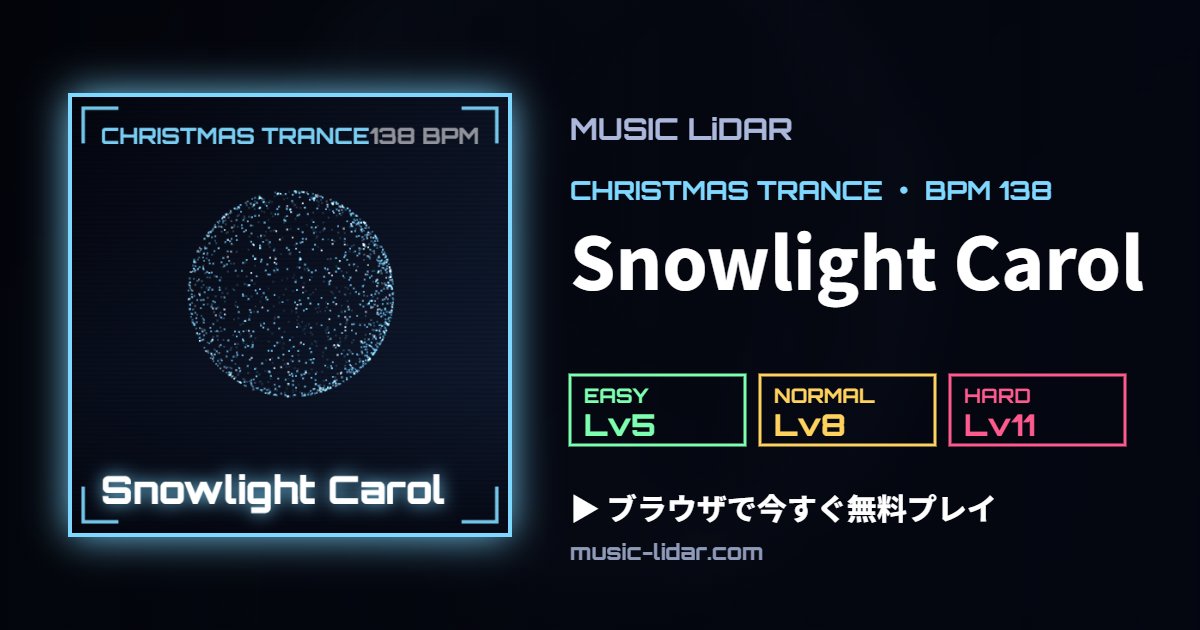 CHRISTMAS TRANCE138 BPM
Snowlight Carol
MUSIC LiDAR
CHRISTMAS TRANCE • BPM 138
Snowlight Carol
EASY
Lv5
NORMAL
Lv8
HARD
Lv11
▶ ブラウザで今すぐ無料プレイ
music-lidar.com